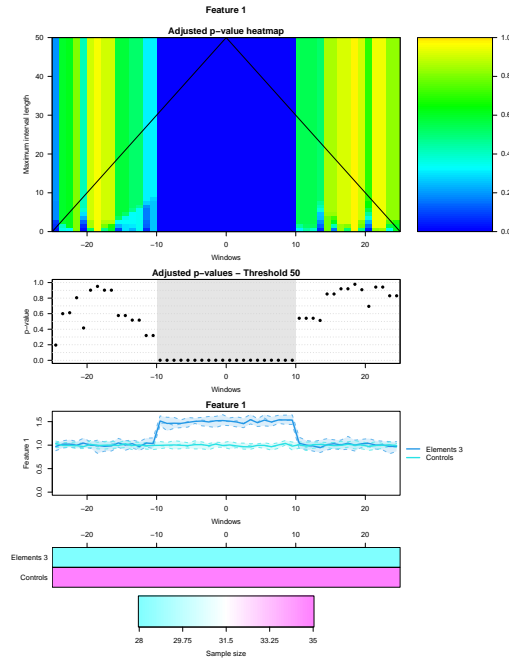 Feature 1
Adjusted p−value heatmap
Maximum interval length
50
40
30
20
10
0
−20 −10 0 10 20
Windows
1.0
0.8
0.6
0.4
0.2
0.0
Adjusted p−values − Threshold 50
p−value
1.0
0.8
0.6
0.4
0.2
0.0
−20 −10 0 10 20
Windows
Feature 1
Feature 1
1.5
1.0
0.5
0.0
Elements 3
Controls
−20 −10 0 10 20
Windows
−20 −10 0 10 20
Elements 3
Controls
28 29.75 31.5 33.25 35
Sample size